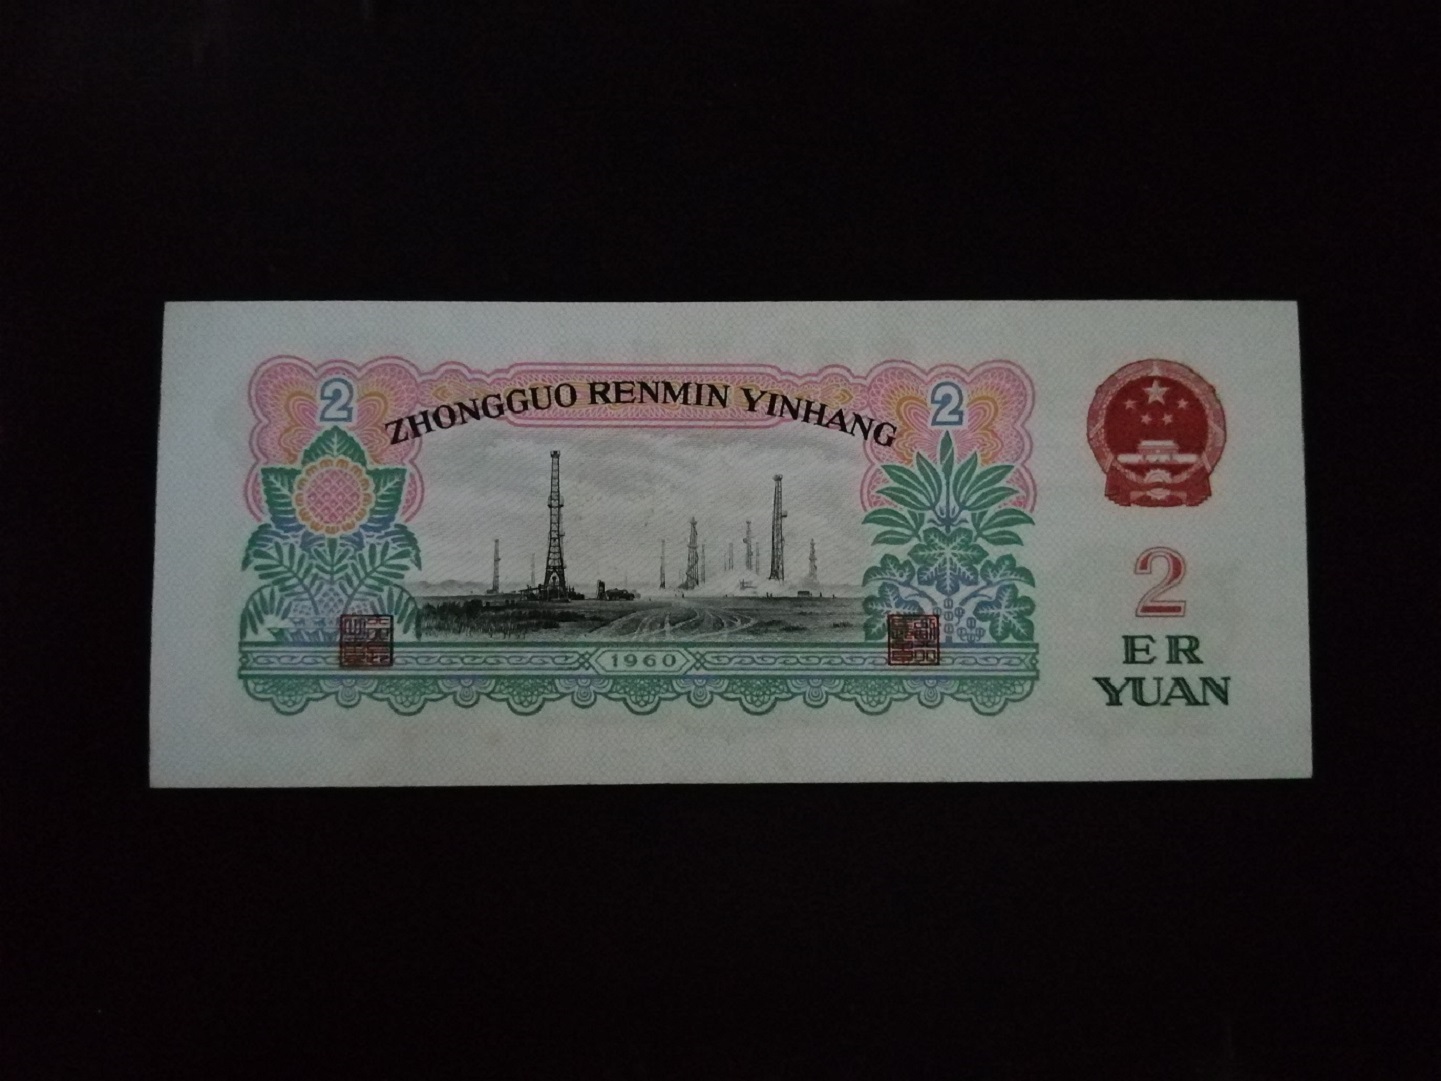 2
ZHONGGUO RENMIN YINHANG
2
1960
2
ER
YUAN